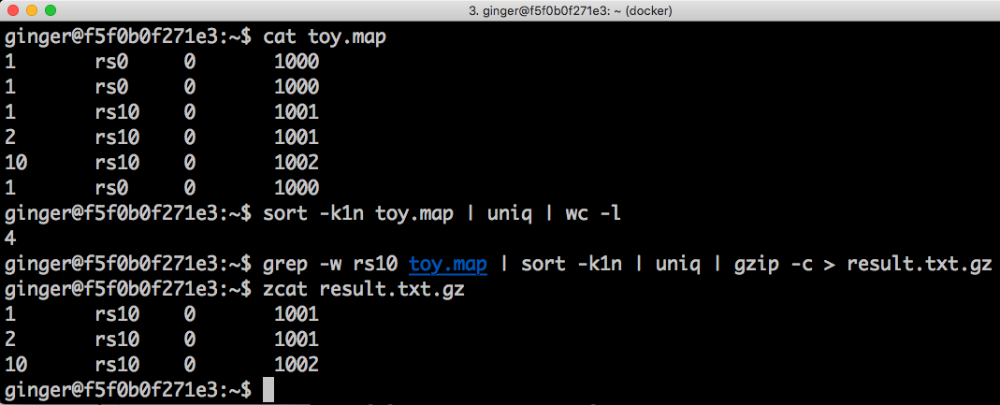 3. ginger@f5f0b0f271e3: ~ (docker)
ginger@f5f0b0f271e3:~$ cat toy.map
1 rs0 0 1000
1 rs0 0 1000
1 rs10 0 1001
2 rs10 0 1001
10 rs10 0 1002
1 rs0 0 1000
ginger@f5f0b0f271e3:~$ sort -k1n toy.map | uniq | wc -l
4
ginger@f5f0b0f271e3:~$ grep -w rs10 toy.map | sort -k1n | uniq | gzip -c > result.txt.gz
ginger@f5f0b0f271e3:~$ zcat result.txt.gz
1 rs10 0 1001
2 rs10 0 1001
10 rs10 0 1002
ginger@f5f0b0f271e3:~$